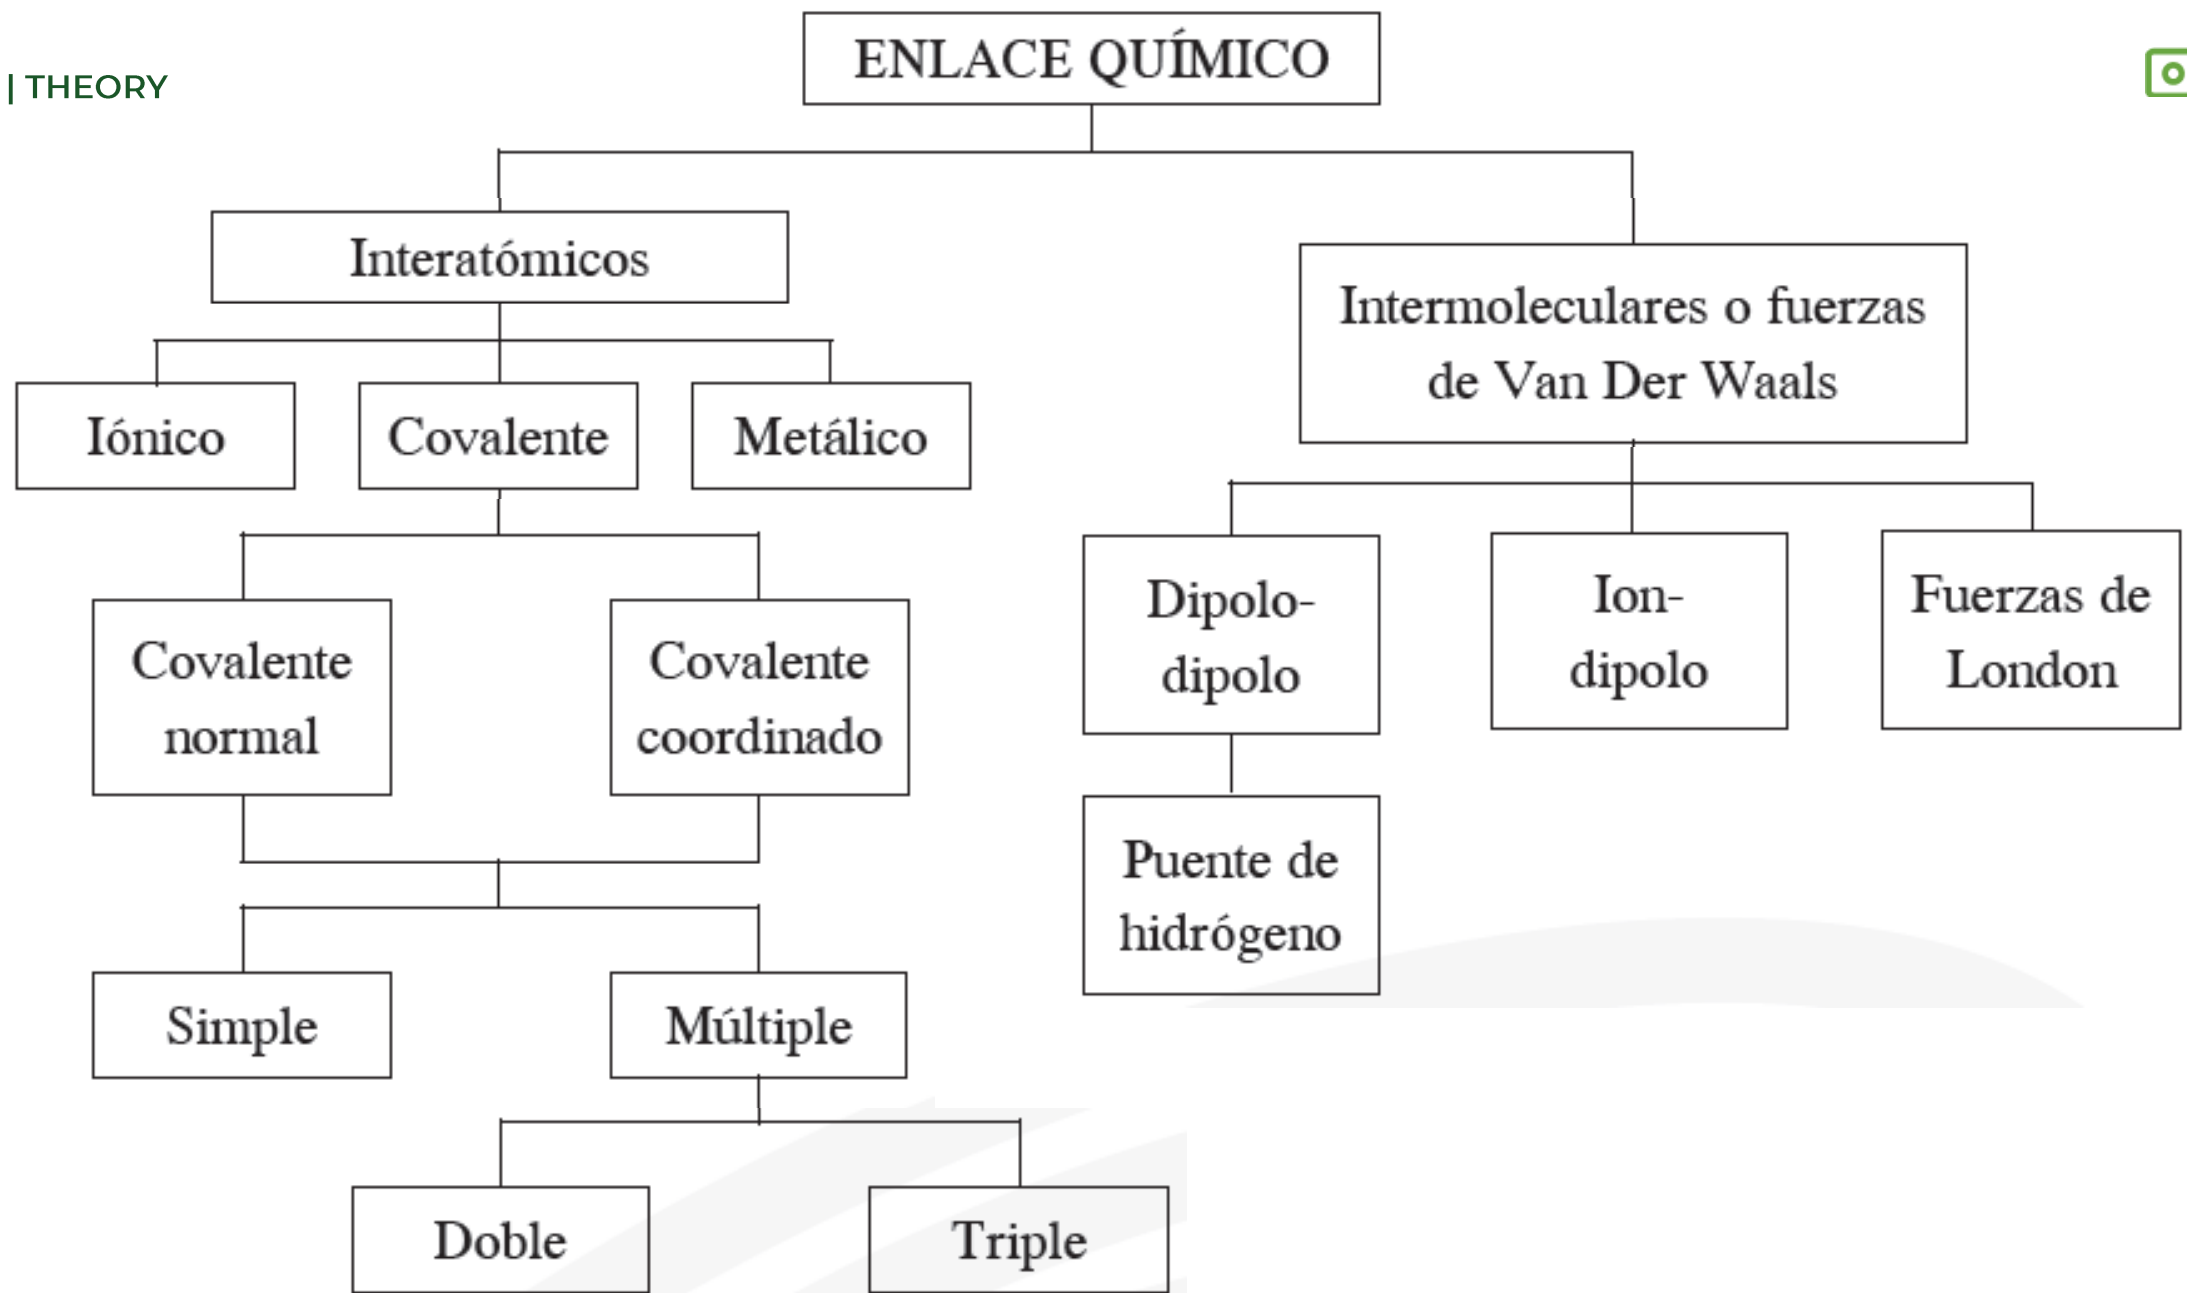 ENLACE QUÍMICO
| THEORY
Interatómicos
Intermoleculares o fuerzas
de Van Der Waals
Iónico
Covalente
Metálico
Dipolo-
dipolo
Ion-
dipolo
Fuerzas de
London
Covalente
normal
Covalente
coordinado
Puente de
hidrógeno
Simple
Múltiple
Doble
Triple